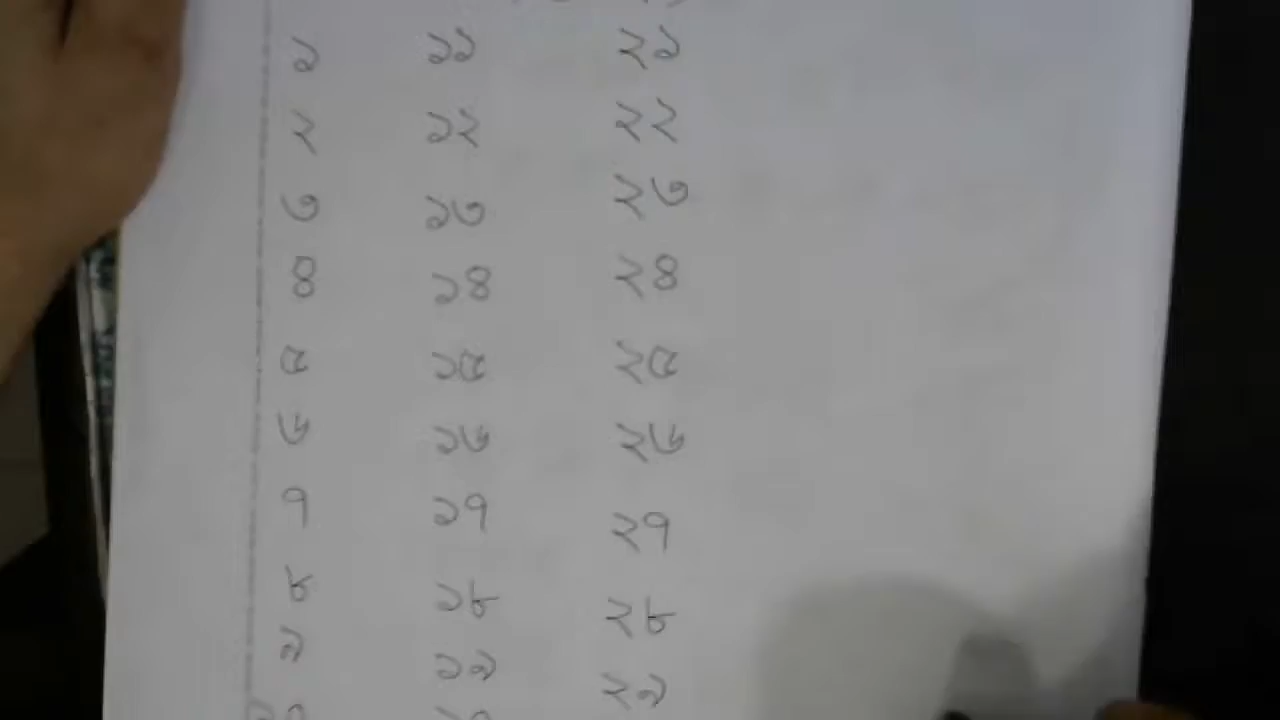 ১ ১১ ২১
২ ১২ ২২
৩ ১৩ ২৩
৪ ১৪ ২৪
৫ ১৫ ২৫
৬ ১৬ ২৬
৭ ১৭ ২৭
৮ ১৮ ২৮
৯ ১৯ ২৯